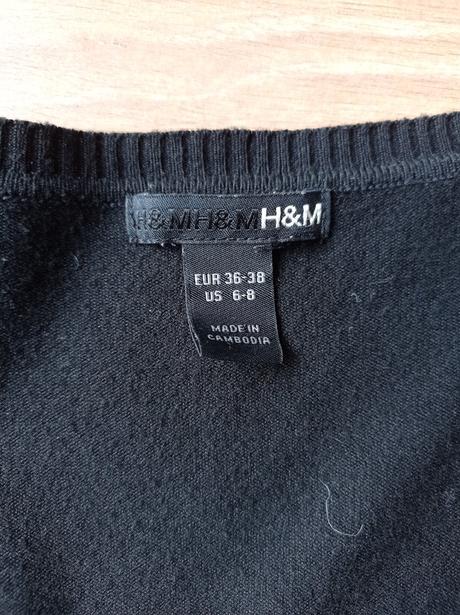 H&MH&MH&M
EUR 36-38
US 6-8
MADE IN
CAMBODIA